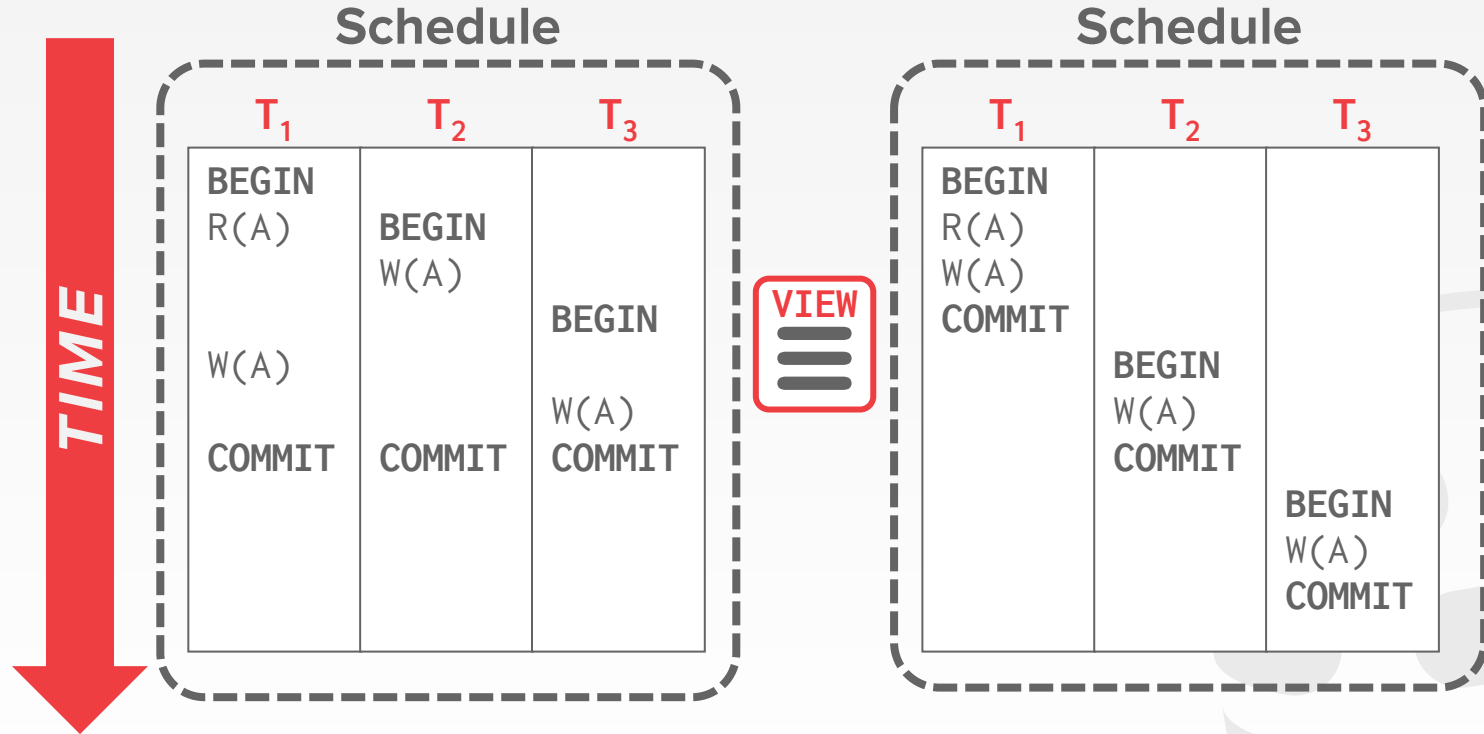 Schedule
Schedule
TIME
T1 T2 T3
BEGIN
R(A) BEGIN
W(A)
BEGIN
W(A)
W(A)
COMMIT COMMIT COMMIT
VIEW
T1 T2 T3
BEGIN
R(A)
W(A)
COMMIT
BEGIN
W(A)
COMMIT
BEGIN
W(A)
COMMIT